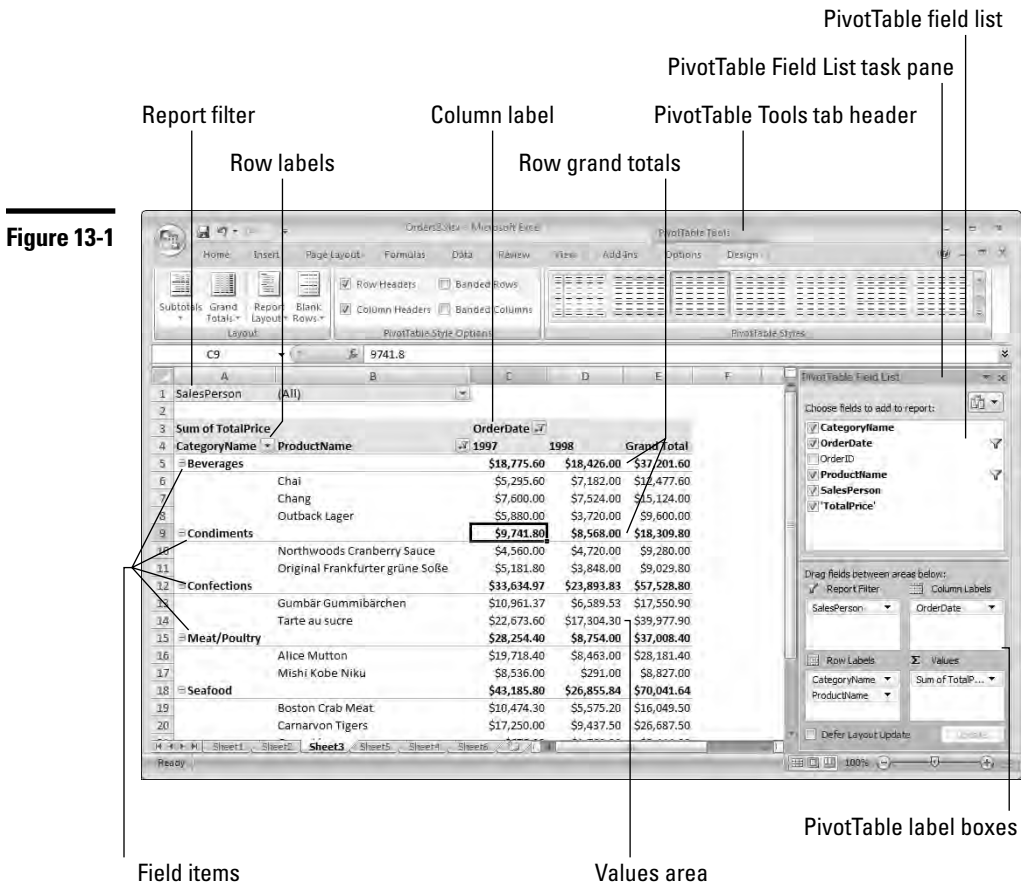 PivotTable field list
PivotTable Field List task pane
Report filter Column label PivotTable Tools tab header
Row labels Row grand totals
Figure 13-1
Microsoft Excel PivotTable Tools
Home Insert Page Layout Formulas Data Review View Add-Ins Options Design
Row Headers Banded Rows
Subtotals Grand Totals Report Layout Blank Rows
Column Headers Banded Columns
Layout PivotTable Style Options PivotTable Styles
C9 9741.8
A B C D E F PivotTable Field List
1 SalesPerson (All)
Choose fields to add to report:
2
CategoryName
3 Sum of TotalPrice OrderDate
OrderDate
4 CategoryName ProductName 1997 1998 Grand Total
OrderID
5 Beverages $18,775.60 $18,426.00 $37,201.60
ProductName
6 Chai $5,295.60 $7,182.00 $12,477.60
SalesPerson
7 Chang $7,600.00 $7,524.00 $15,124.00
'TotalPrice'
8 Outback Lager $5,880.00 $3,720.00 $9,600.00
9 Condiments $9,741.80 $8,568.00 $18,309.80
10 Northwoods Cranberry Sauce $4,560.00 $4,720.00 $9,280.00
11 Original Frankfurter grüne Soße $5,181.80 $3,848.00 $9,029.80
12 Confections $33,634.97 $23,893.83 $57,528.80
Drag fields between areas below:
Report Filter Column Labels
13 Gumbär Gummibärchen $10,961.37 $6,589.53 $17,550.90
SalesPerson OrderDate
14 Tarte au sucre $22,673.60 $17,304.30 $39,977.90
15 Meat/Poultry $28,254.40 $8,754.00 $37,008.40
16 Alice Mutton $19,718.40 $8,463.00 $28,181.40
Row Labels Σ Values
17 Mishi Kobe Niku $8,536.00 $291.00 $8,827.00
CategoryName Sum of TotalP...
18 Seafood $43,185.80 $26,855.84 $70,041.64
ProductName
19 Boston Crab Meat $10,474.30 $5,575.20 $16,049.50
20 Carnarvon Tigers $17,250.00 $9,437.50 $26,687.50
Defer Layout Update Update
Sheet1 Sheet2 Sheet3 Sheet5 Sheet4 Sheet6
Ready 100%
PivotTable label boxes
Field items Values area